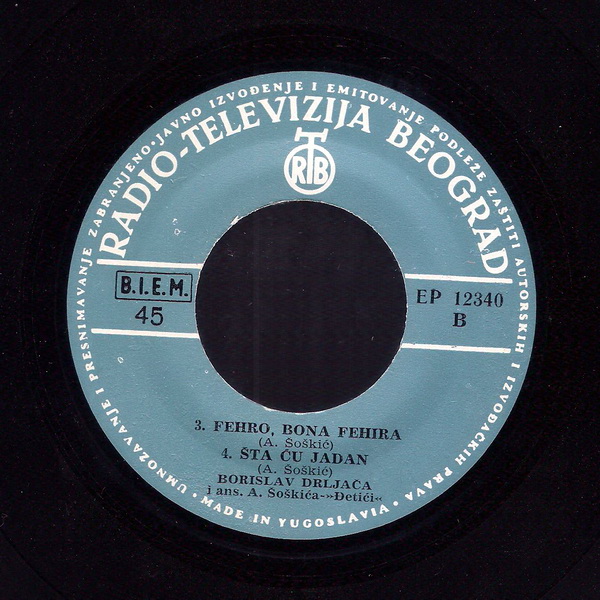 UMNOŽAVANJE I PRESNIMAVANJE ZABRANJENO • JAVNO IZVOĐENJE I EMITOVANJE PODLEŽE ZAŠTITI AUTORSKIH I IZVOĐAČKIH PRAVA
RADIO-TELEVIZIJA BEOGRAD
RTB
B.I.E.M.
45
EP 12340
B
3. FEHRO, BONA FEHIRA
(A. Šoškić)
4. ŠTA ĆU JADAN
(A. Šoškić)
BORISLAV DRLJAČA
i ans. A. Šoškića-»Đetići«
• MADE IN YUGOSLAVIA •